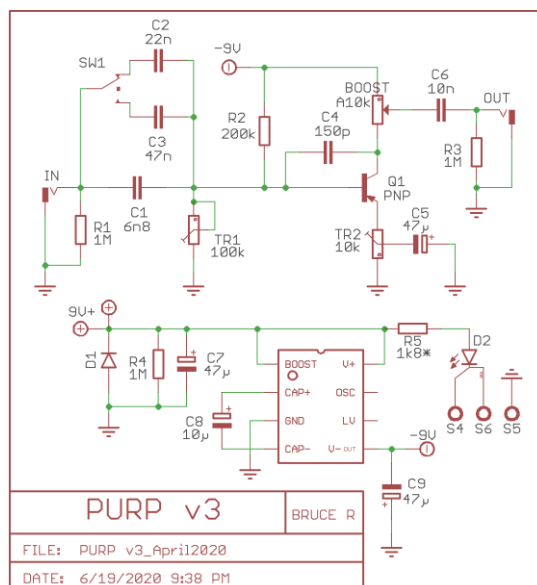 C2
22n
SW1
C3
47n
-9V
R2
200k
C4
150p
BOOST
A10k
C6
10n
OUT
R3
1M
IN
R1
1M
C1
6n8
TR1
100k
Q1
PNP
TR2
10k
C5
47µ
9V+
D1
R4
1M
C7
47µ
C8
10µ
BOOST
CAP+
GND
CAP-
V+
OSC
LV
V-OUT
R5
1k8*
D2
S4
S6
S5
-9V
C9
47µ
PURP v3
BRUCE R
FILE: PURP v3_April2020
DATE: 6/19/2020 9:38 PM